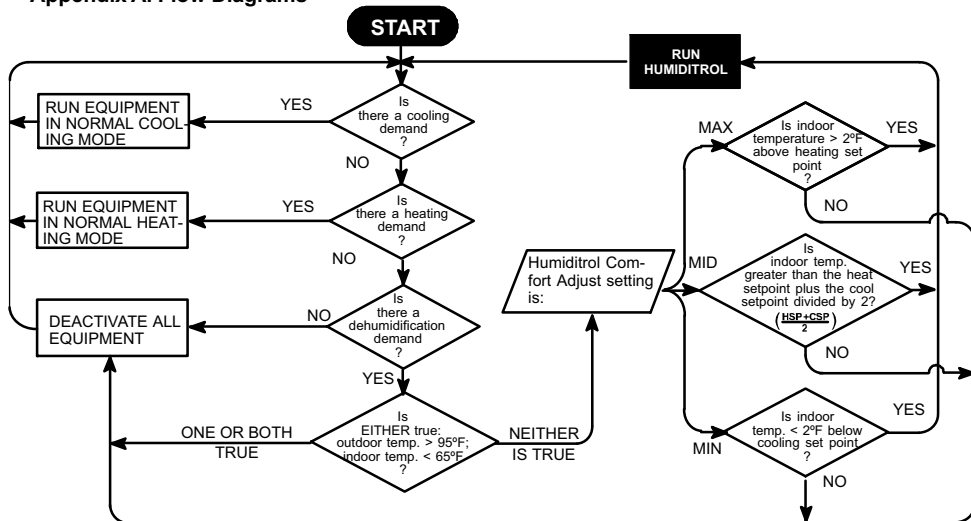 Appendix A. Flow Diagrams
START
RUN
HUMIDITROL
Is
there a cooling
demand
?
YES
NO
RUN EQUIPMENT
IN NORMAL COOL-
ING MODE
Is
there a heating
demand
?
YES
NO
RUN EQUIPMENT
IN NORMAL HEAT-
ING MODE
Is
there a
dehumidification
demand
?
NO
YES
DEACTIVATE ALL
EQUIPMENT
Is
EITHER true:
outdoor temp. > 95ºF;
indoor temp. < 65ºF
?
ONE OR BOTH
TRUE
NEITHER
IS TRUE
Humiditrol Com-
fort Adjust setting
is:
MAX
Is indoor
temperature > 2ºF
above heating set
point
?
YES
NO
MID
Is
indoor temp.
greater than the heat
setpoint plus the cool
setpoint divided by 2?
(HSP+CSP
2)
YES
NO
MIN
Is indoor
temp. < 2ºF below
cooling set point
?
YES
NO